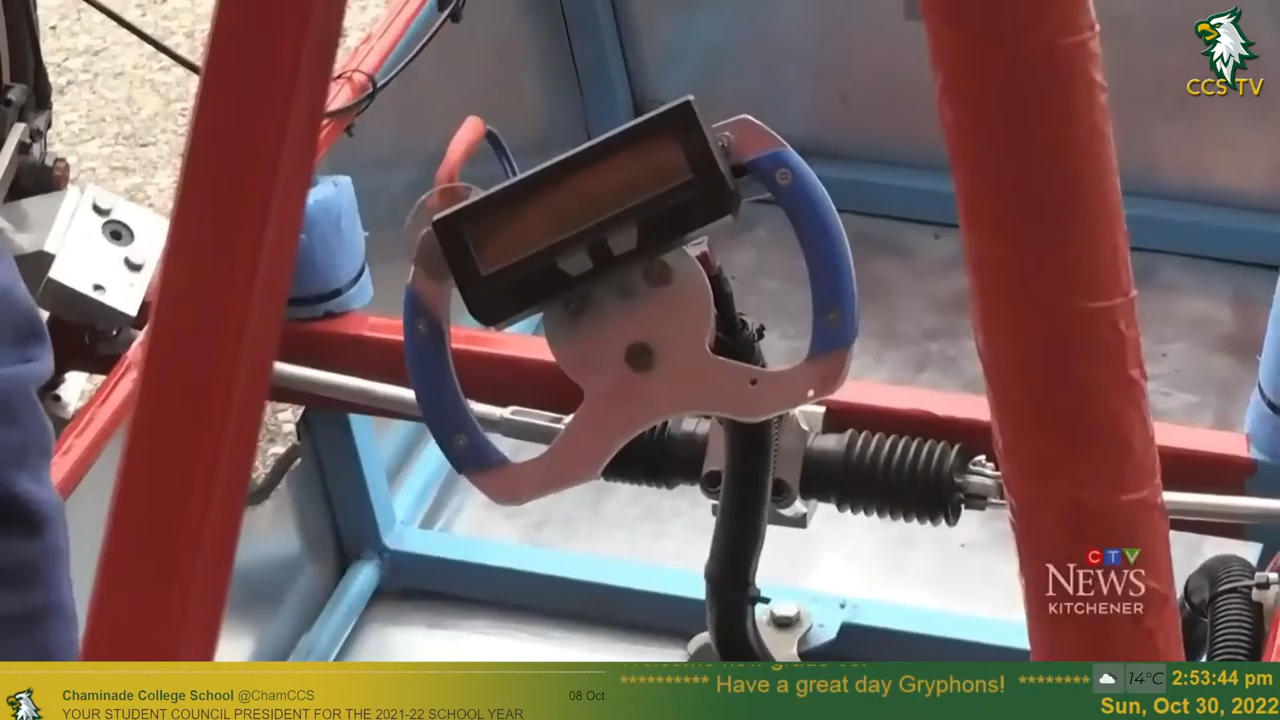 CCS TV
CTV
NEWS
KITCHENER
Chaminade College School @ChamCCS
08 Oct
YOUR STUDENT COUNCIL PRESIDENT FOR THE 2021-22 SCHOOL YEAR
********** Have a great day Gryphons! ********
14°C
2:53:44 pm
Sun, Oct 30, 2022